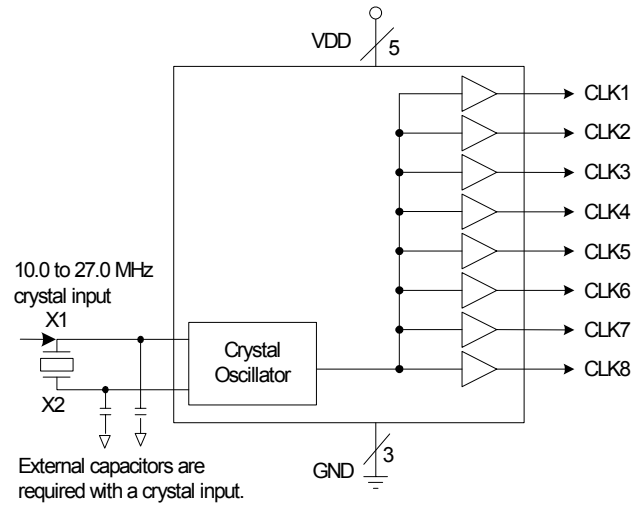 VDD
5
CLK1
CLK2
CLK3
CLK4
CLK5
CLK6
CLK7
CLK8
10.0 to 27.0 MHz
crystal input
X1
X2
Crystal
Oscillator
External capacitors are
required with a crystal input.
GND
3